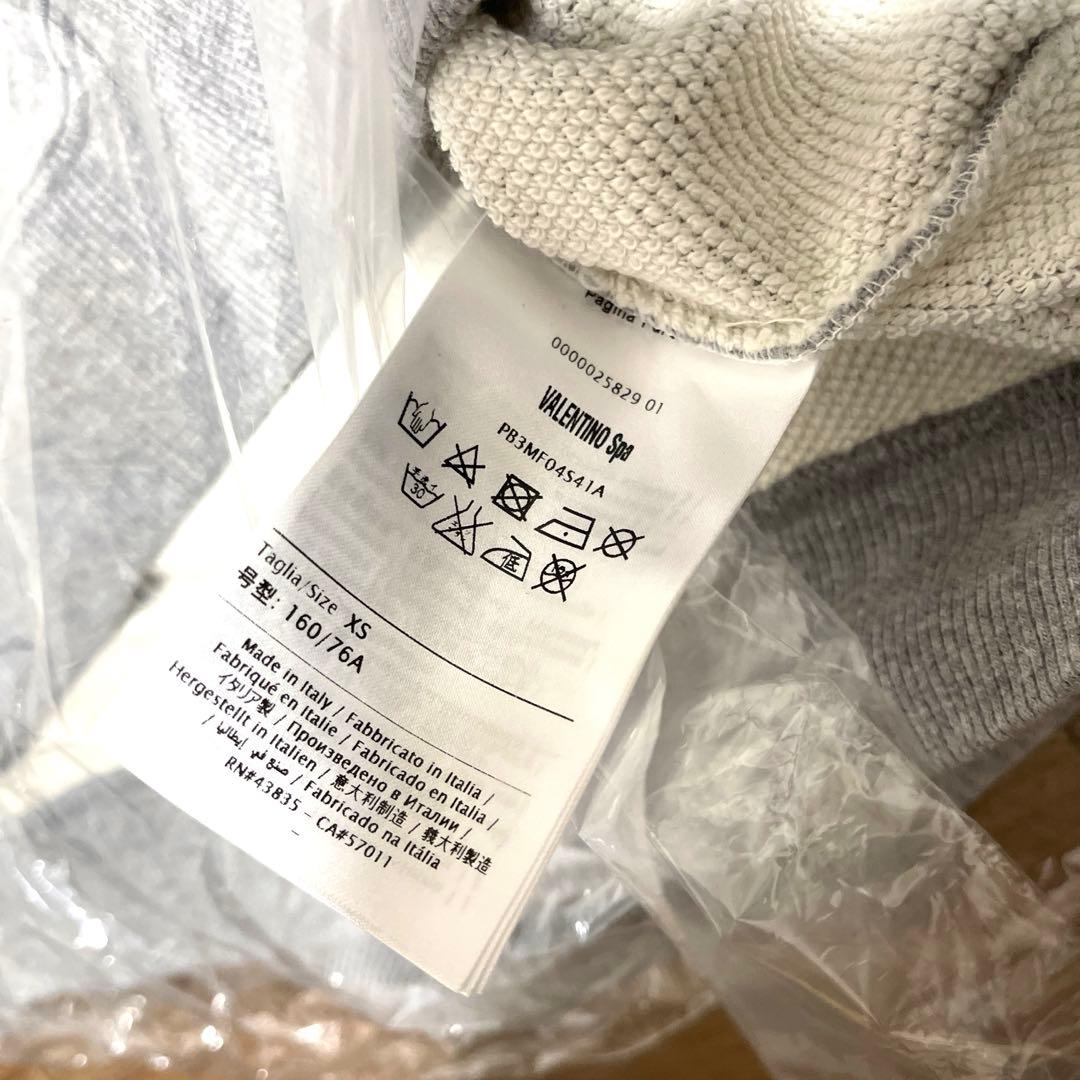 Pagina
0000025829 01
VALENTINO Spa
PB3MF04S41A
30
低
Taglia/Size XS
号型: 160/76A
Made in Italy / Fabbricato in Italia /
Fabriqué en Italie / Fabricado en Italia /
イタリア製 / Произведено в Италии /
Hergestellt in Italien / 意大利制造 / 義大利製造
/ صنع في إيطاليا / Fabricado na Itália
RN#43835 – CA#57011